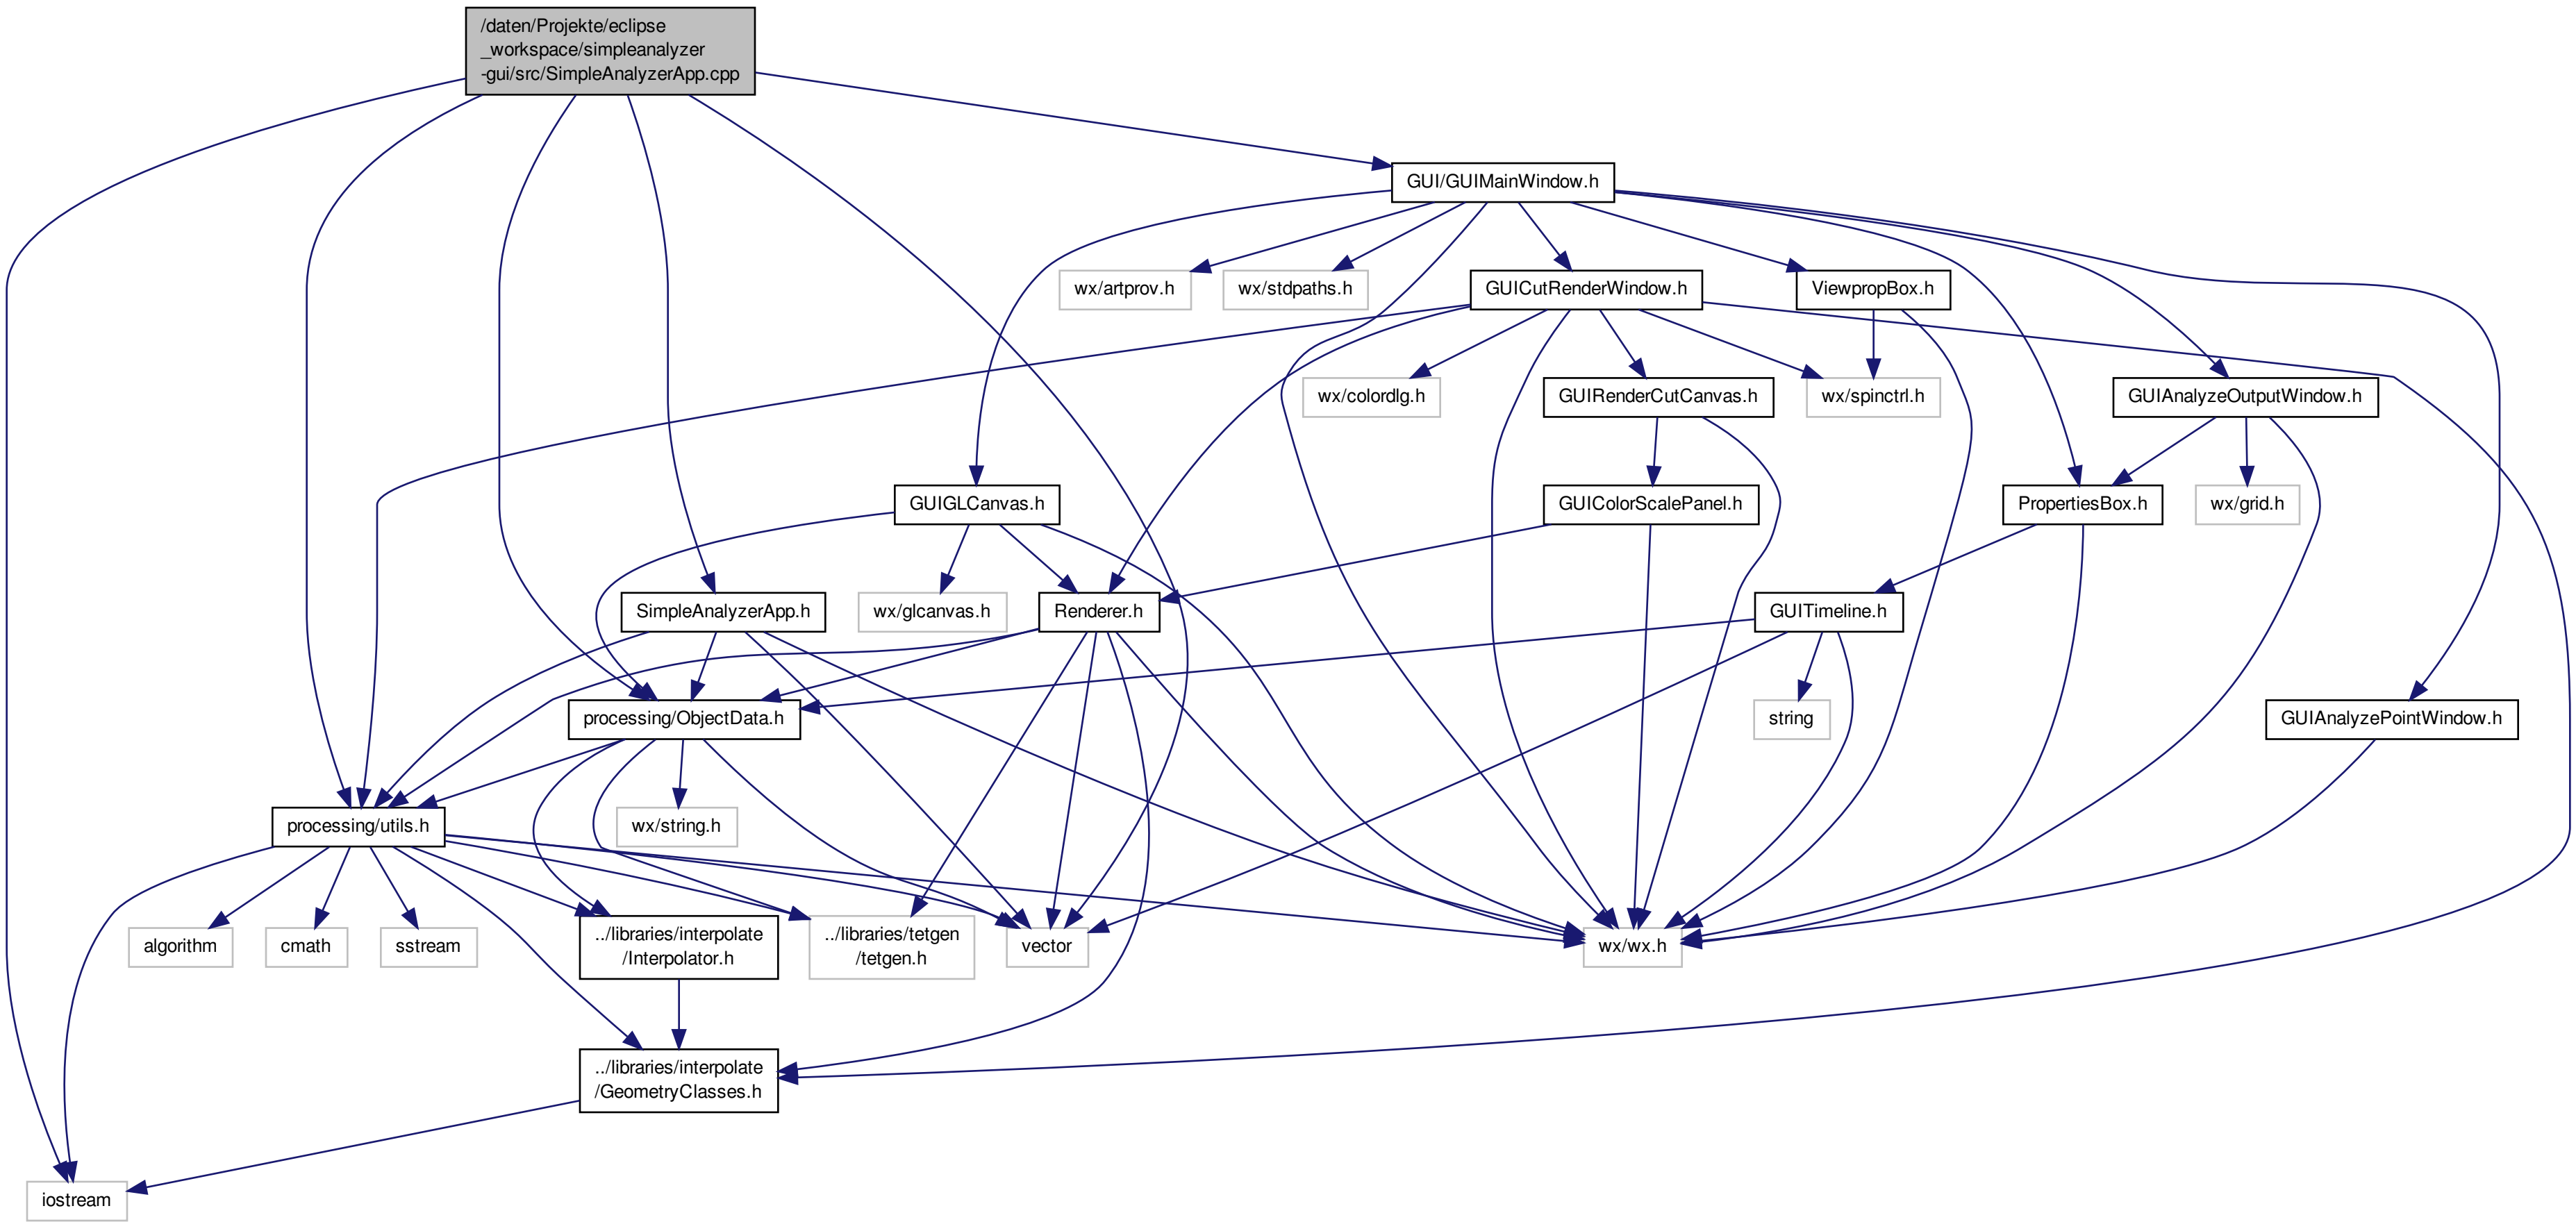 /daten/Projekte/eclipse
_workspace/simpleanalyzer
-gui/src/SimpleAnalyzerApp.cpp
GUI/GUIMainWindow.h
wx/artprov.h
wx/stdpaths.h
GUICutRenderWindow.h
ViewpropBox.h
wx/colordlg.h
GUIRenderCutCanvas.h
wx/spinctrl.h
GUIAnalyzeOutputWindow.h
GUIGLCanvas.h
GUIColorScalePanel.h
PropertiesBox.h
wx/grid.h
SimpleAnalyzerApp.h
wx/glcanvas.h
Renderer.h
GUITimeline.h
processing/ObjectData.h
string
GUIAnalyzePointWindow.h
processing/utils.h
wx/string.h
algorithm
cmath
sstream
../libraries/interpolate
/Interpolator.h
../libraries/tetgen
/tetgen.h
vector
wx/wx.h
../libraries/interpolate
/GeometryClasses.h
iostream